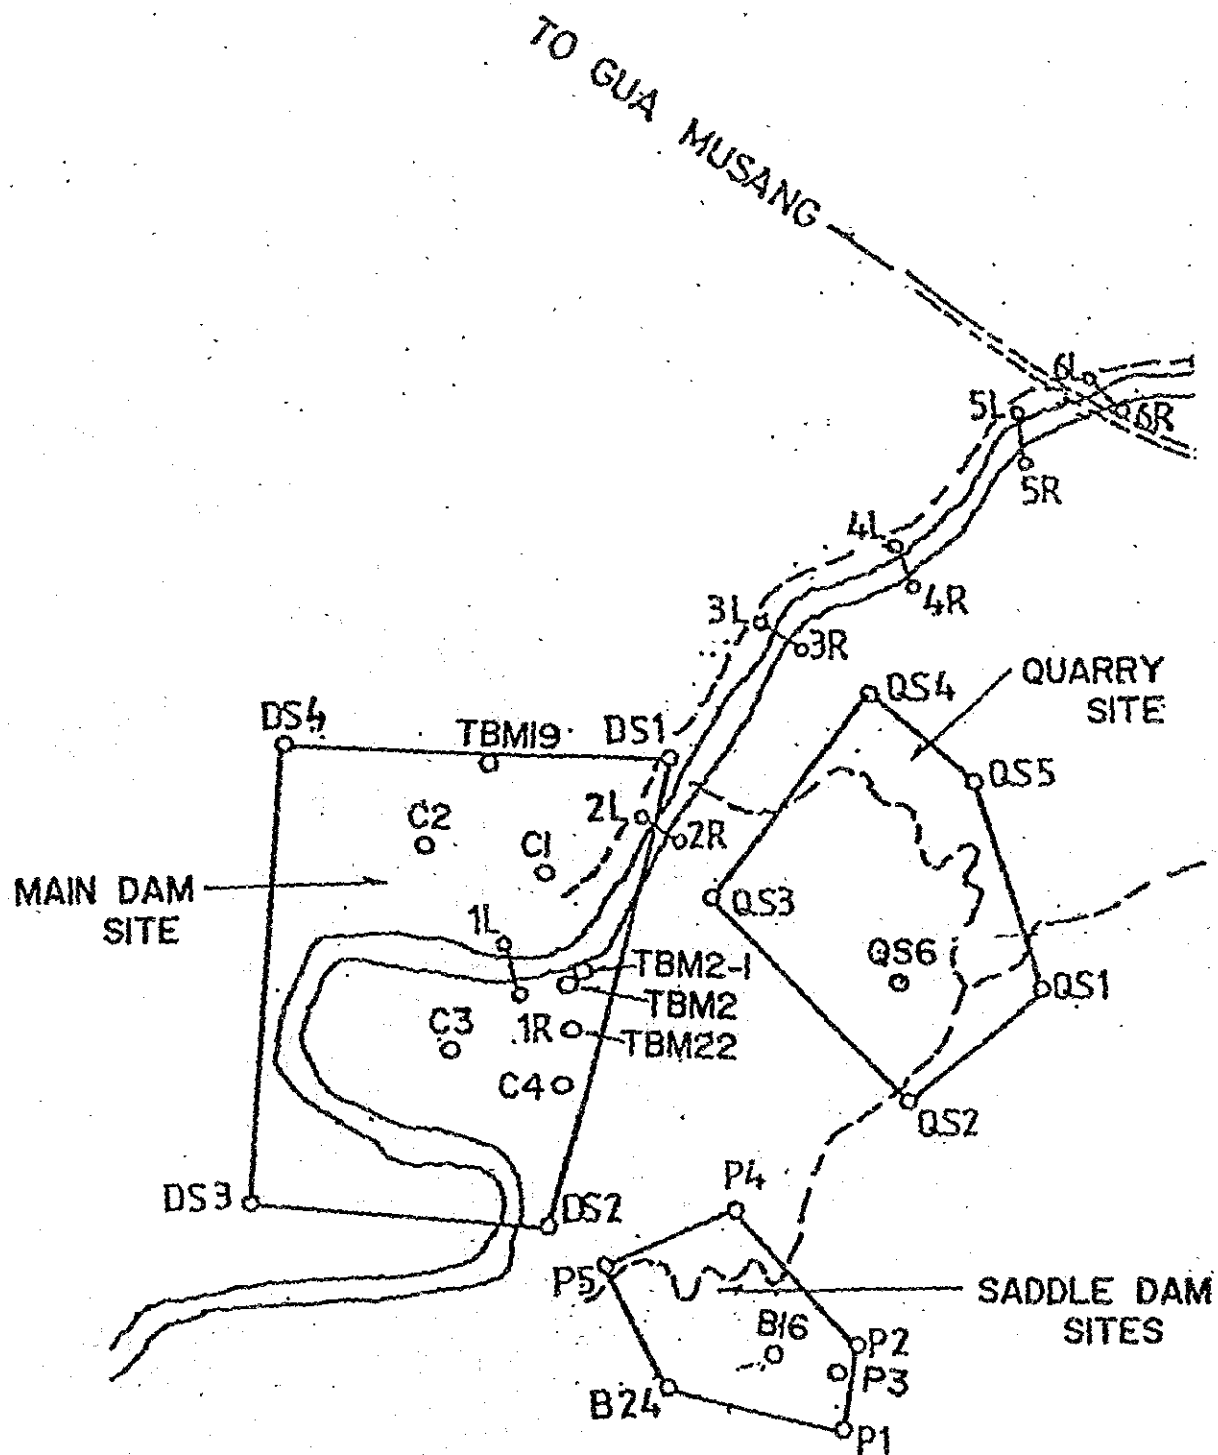 TO GUA MUSANG
6L
5L
6R
5R
4L
4R
3L
3R
QS4
QUARRY
SITE
DS4
TBM19
DS1
QS5
C2
2L
2R
C1
MAIN DAM
SITE
QS3
1L
TBM2-1
QS6
TBM2
QS1
1R
C3
TBM22
C4
QS2
P4
DS3
DS2
P5
SADDLE DAM
SITES
B16
P2
P3
B24
P1